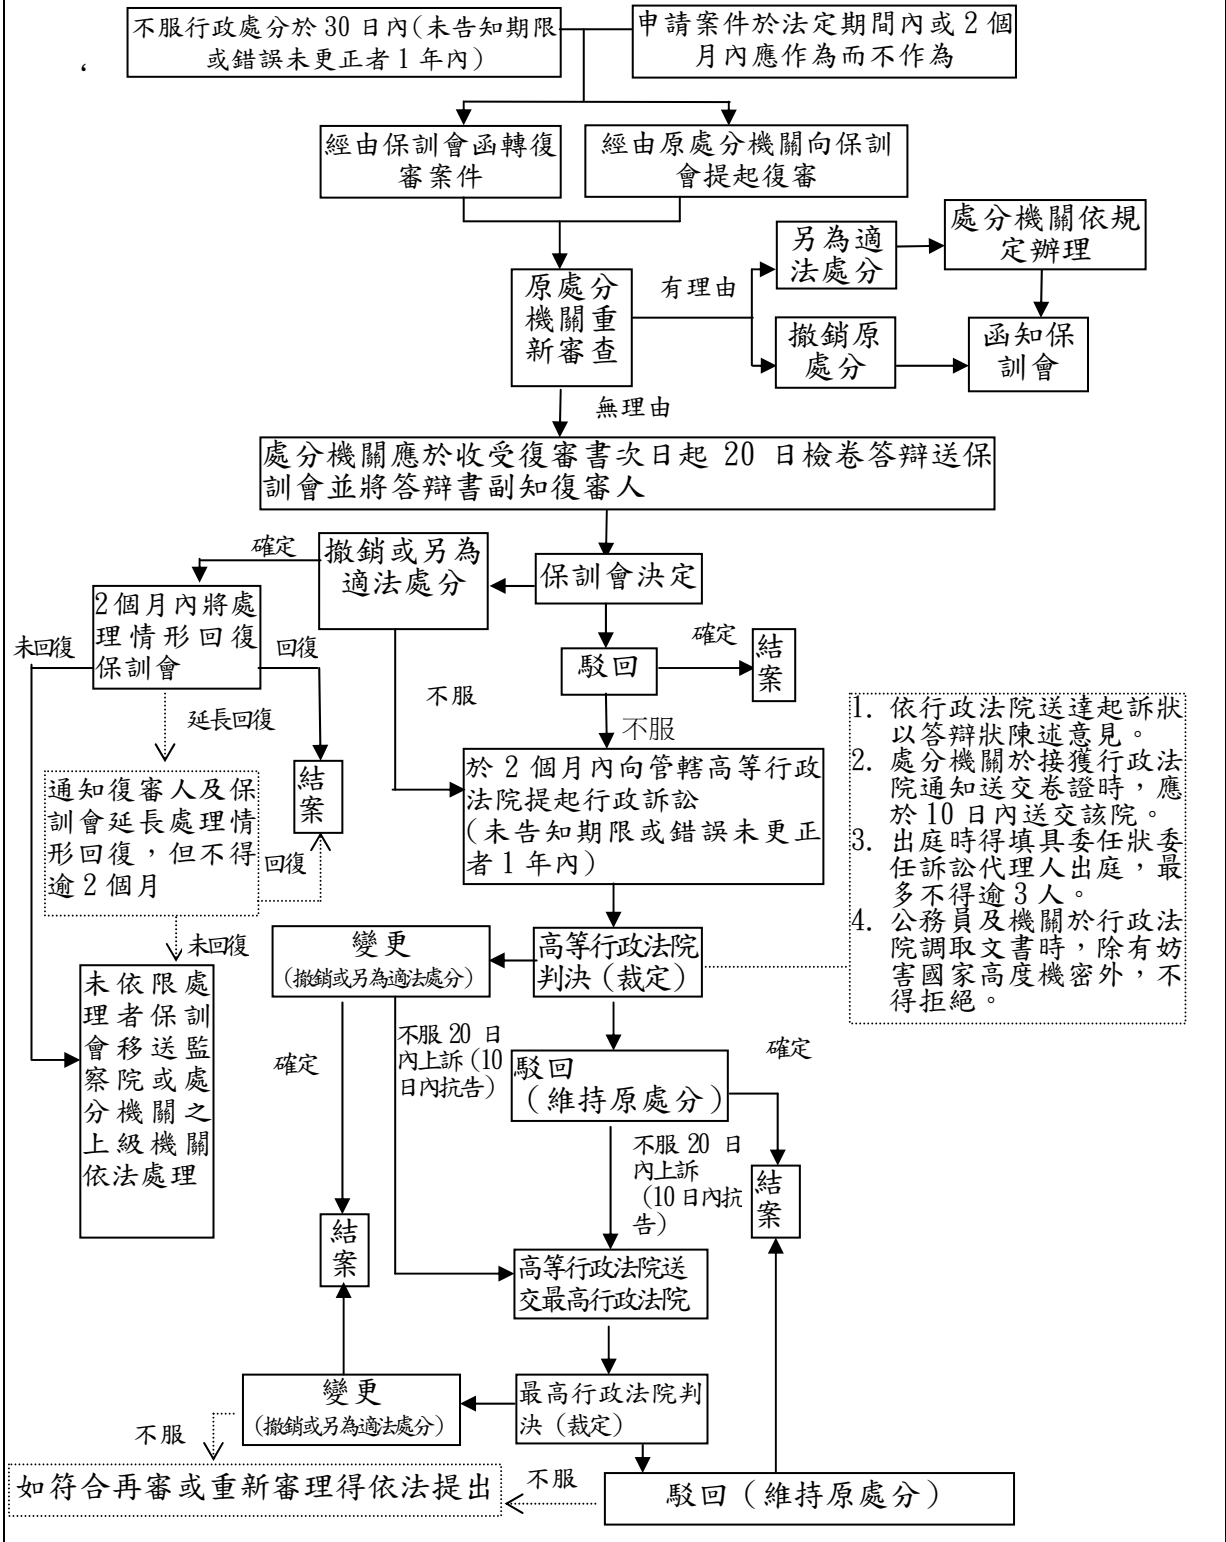 不服行政處分於 30 日內(未告知期限
或錯誤未更正者 1 年內)
申請案件於法定期間內或 2 個
月內應作為而不作為
‘
經由保訓會函轉復
審案件
經由原處分機關向保訓
會提起復審
原處分
機關重
新審查
有理由
另為適
法處分
處分機關依規
定辦理
撤銷原
處分
函知保
訓會
無理由
處分機關應於收受復審書次日起 20 日檢卷答辯送保
訓會並將答辯書副知復審人
保訓會決定
撤銷或另為
適法處分
確定
2個月內將處
理情形回復
保訓會
未回復
回復
延長回復
不服
駁回
確定
結
案
不服
通知復審人及保
訓會延長處理情
形回復，但不得
逾 2 個月
結
案
回復
未回復
未依限處
理者保訓
會移送監
察院或處
分機關之
上級機關
依法處理
於 2 個月內向管轄高等行政
法院提起行政訴訟
(未告知期限或錯誤未更正
者 1 年內)
1. 依行政法院送達起訴狀
以答辯狀陳述意見。
2. 處分機關於接獲行政法
院通知送交卷證時，應
於 10 日內送交該院。
3. 出庭時得填具委任狀委
任訴訟代理人出庭，最
多不得逾 3 人。
4. 公務員及機關於行政法
院調取文書時，除有妨
害國家高度機密外，不
得拒絕。
高等行政法院
判決（裁定）
變更
(撤銷或另為適法處分)
確定
不服 20 日
內上訴(10
日內抗告)
駁回
（維持原處分）
確定
不服 20 日
內上訴
(10 日內抗
告)
結
案
結
案
高等行政法院送
交最高行政法院
最高行政法院判
決（裁定）
變更
(撤銷或另為適法處分)
不服
如符合再審或重新審理得依法提出
不服
駁回（維持原處分）